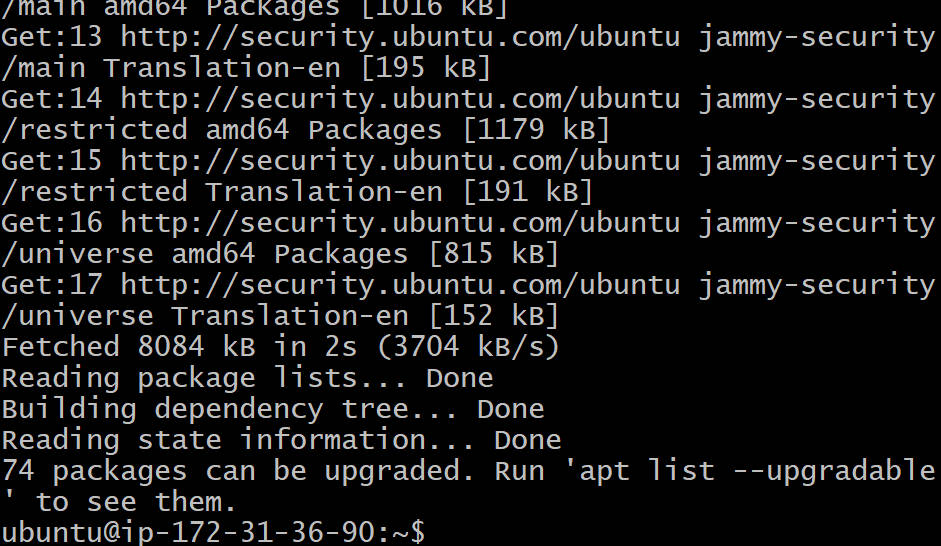 /main amd64 Packages [1016 kB]
Get:13 http://security.ubuntu.com/ubuntu jammy-security
/main Translation-en [195 kB]
Get:14 http://security.ubuntu.com/ubuntu jammy-security
/restricted amd64 Packages [1179 kB]
Get:15 http://security.ubuntu.com/ubuntu jammy-security
/restricted Translation-en [191 kB]
Get:16 http://security.ubuntu.com/ubuntu jammy-security
/universe amd64 Packages [815 kB]
Get:17 http://security.ubuntu.com/ubuntu jammy-security
/universe Translation-en [152 kB]
Fetched 8084 kB in 2s (3704 kB/s)
Reading package lists... Done
Building dependency tree... Done
Reading state information... Done
74 packages can be upgraded. Run 'apt list --upgradable
' to see them.
ubuntu@ip-172-31-36-90:~$